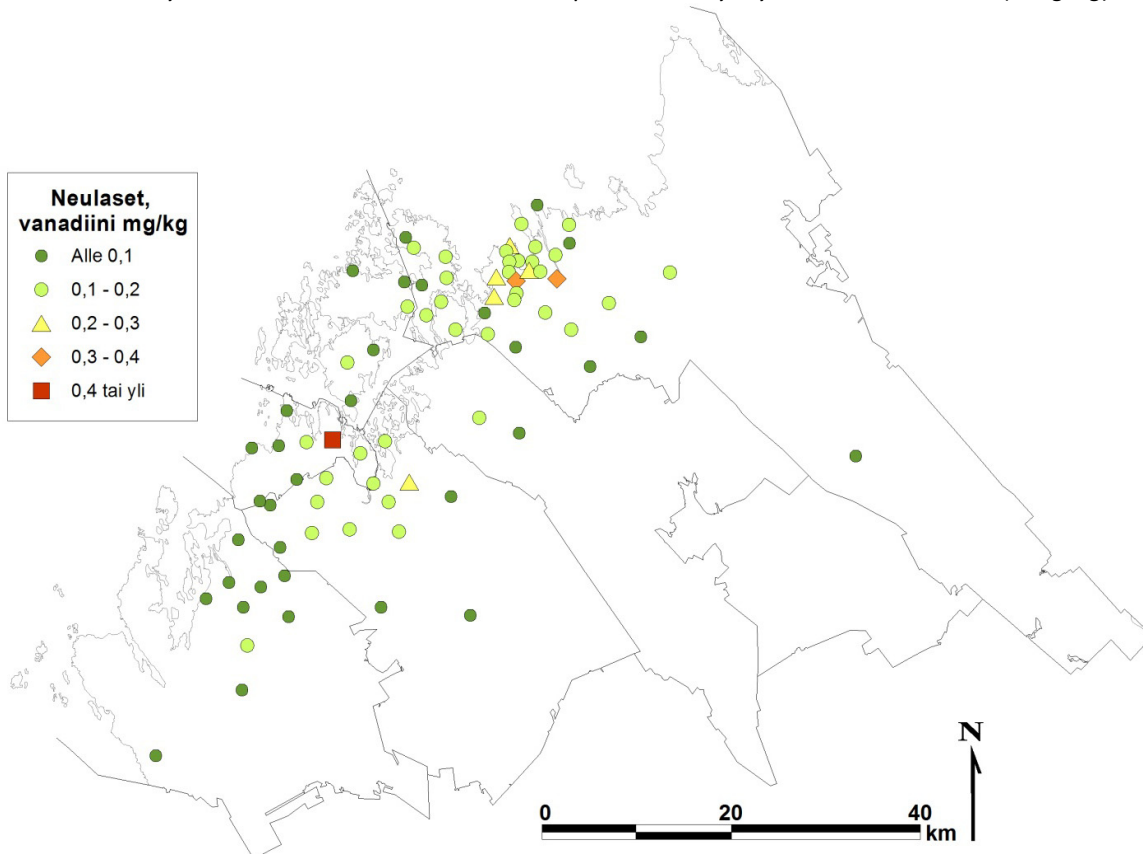 Neulaset,
vanadiini mg/kg
Alle 0,1
0,1 - 0,2
0,2 - 0,3
0,3 - 0,4
0,4 tai yli
N
0 20 40
km